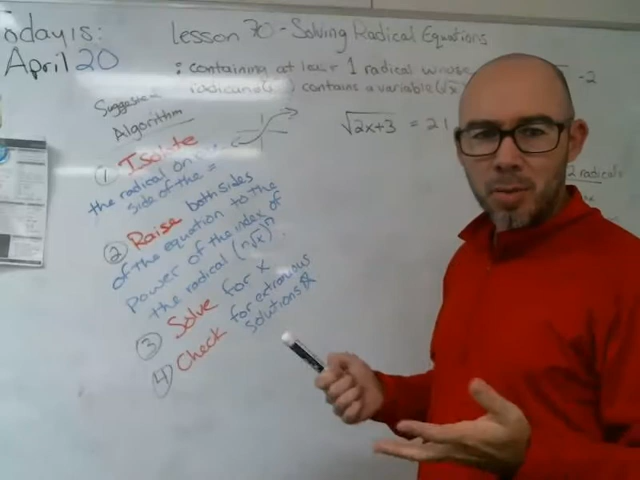 Today is:
April 20
Lesson 70 - Solving Radical Equations
: containing at least 1 radical whose
radicand(s) contains a variable
-2
√2x+3 = 21
2 radicals
Suggested
Algorithm
① Isolate
the radical on
side of the =
② Raise both sides
of the equation to the
Power of the index of
the radical (ⁿ√x)ⁿ.
③ Solve for x
④ Check for extraneous
solutions